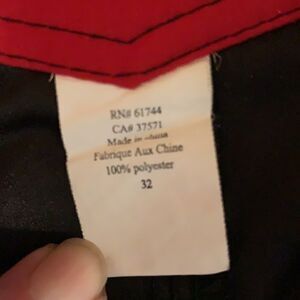 RN# 61744
CA# 37571
Made in China
Fabrique Aux Chine
100% polyester
32